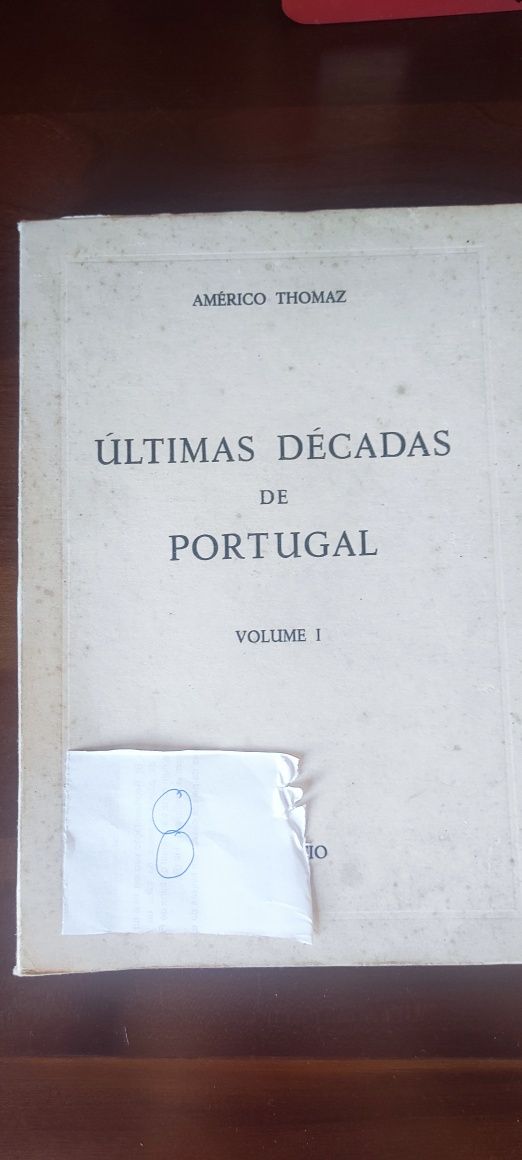 AMÉRICO THOMAZ
ÚLTIMAS DÉCADAS
DE
PORTUGAL
VOLUME I
8